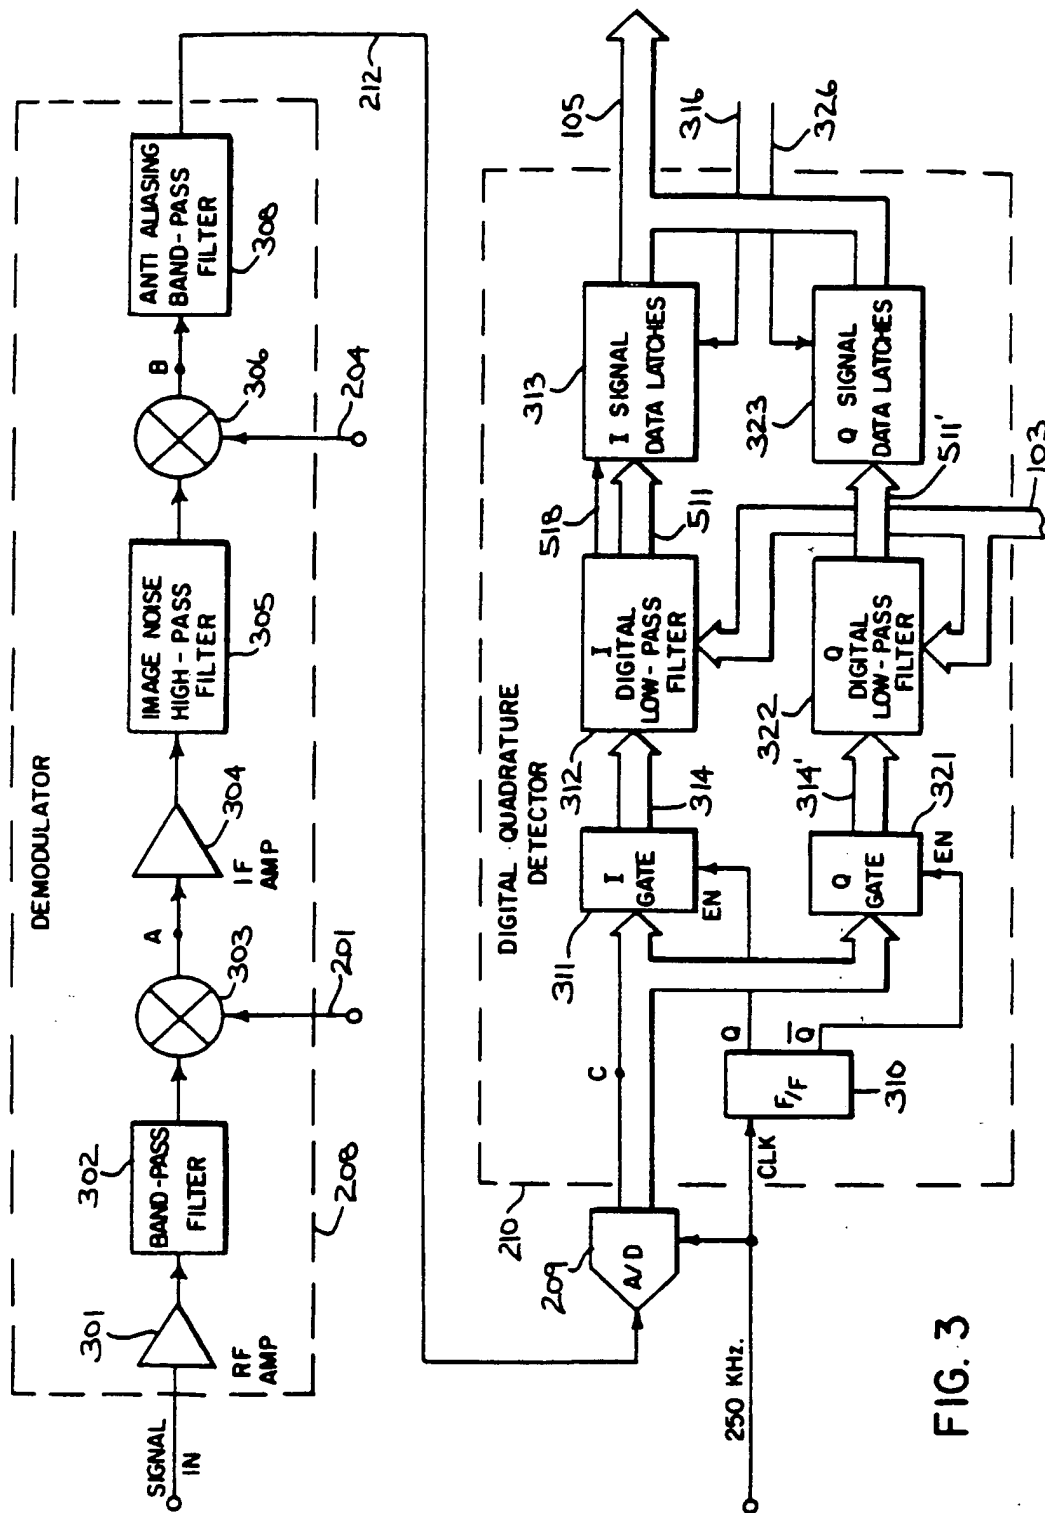 DEMODULATOR
SIGNAL
IN
301
RF
AMP
302
BAND-PASS
FILTER
208
303
201
A
304
IF
AMP
IMAGE NOISE
HIGH-PASS
FILTER
305
306
204
B
ANTI ALIASING
BAND-PASS
FILTER
308
212
DIGITAL QUADRATURE
DETECTOR
210
209
A/D
250 KHz.
CLK
C
F/F
310
Q
Q̅
311
I
GATE
EN
314
Q
GATE
EN
321
314'
312
I
DIGITAL
LOW-PASS
FILTER
322
Q
DIGITAL
LOW-PASS
FILTER
518
511
511'
103
313
I SIGNAL
DATA LATCHES
323
Q SIGNAL
DATA LATCHES
105
316
326
FIG. 3